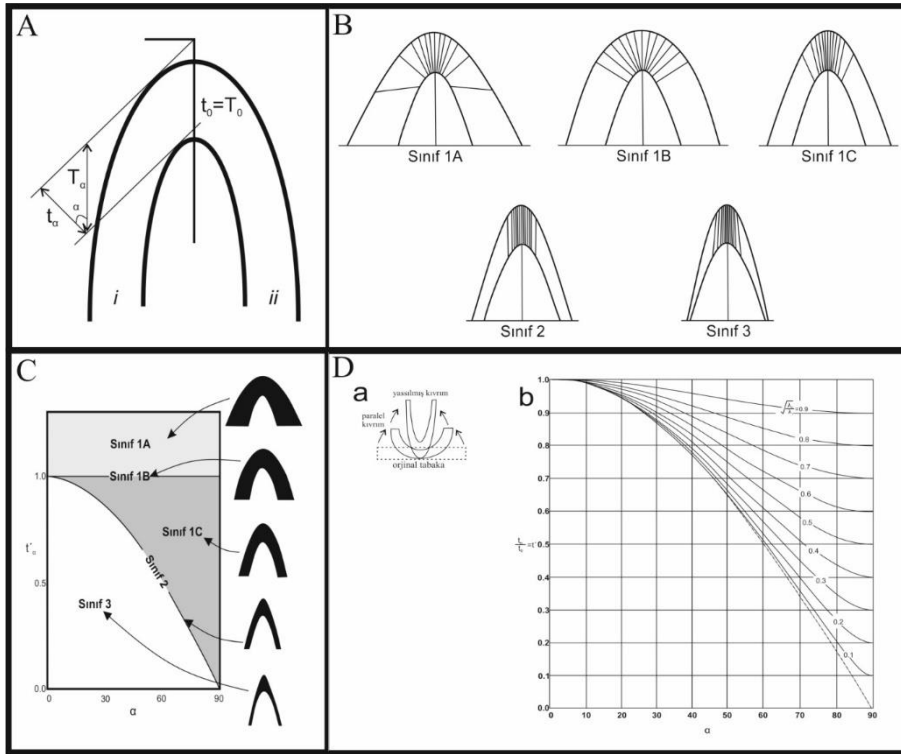 A
t₀=T₀
Tα
α
tα
i
ii
B
Sınıf 1A
Sınıf 1B
Sınıf 1C
Sınıf 2
Sınıf 3
C
Sınıf 1A
1.0
Sınıf 1B
Sınıf 1C
t'α
0.5
Sınıf 2
Sınıf 3
0.0
0
30
60
90
α
D
a
yassılmış kıvrım
paralel
kıvrım
orjinal tabaka
b
1.0
0.9
0.8
0.7
0.6
0.5
0.4
0.3
0.2
0.1
0.0
=t'
=0.9
0.8
0.7
0.6
0.5
0.4
0.3
0.2
0.1
0
10
20
30
40
50
60
70
80
90
α